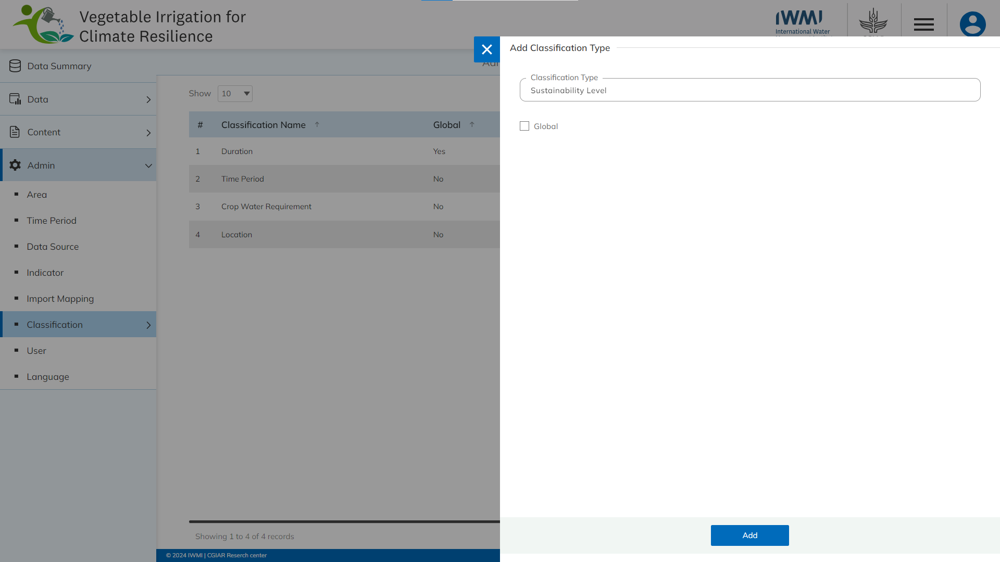 Vegetable Irrigation for
Climate Resilience
IWMI
International Water
Data Summary
Data
Content
Admin
Area
Time Period
Data Source
Indicator
Import Mapping
Classification
User
Language
Show 10
# Classification Name Global
1 Duration Yes
2 Time Period No
3 Crop Water Requirement No
4 Location No
Showing 1 to 4 of 4 records
© 2024 IWMI | CGIAR Reserch center
Add Classification Type
Classification Type
Sustainability Level
Global
Add